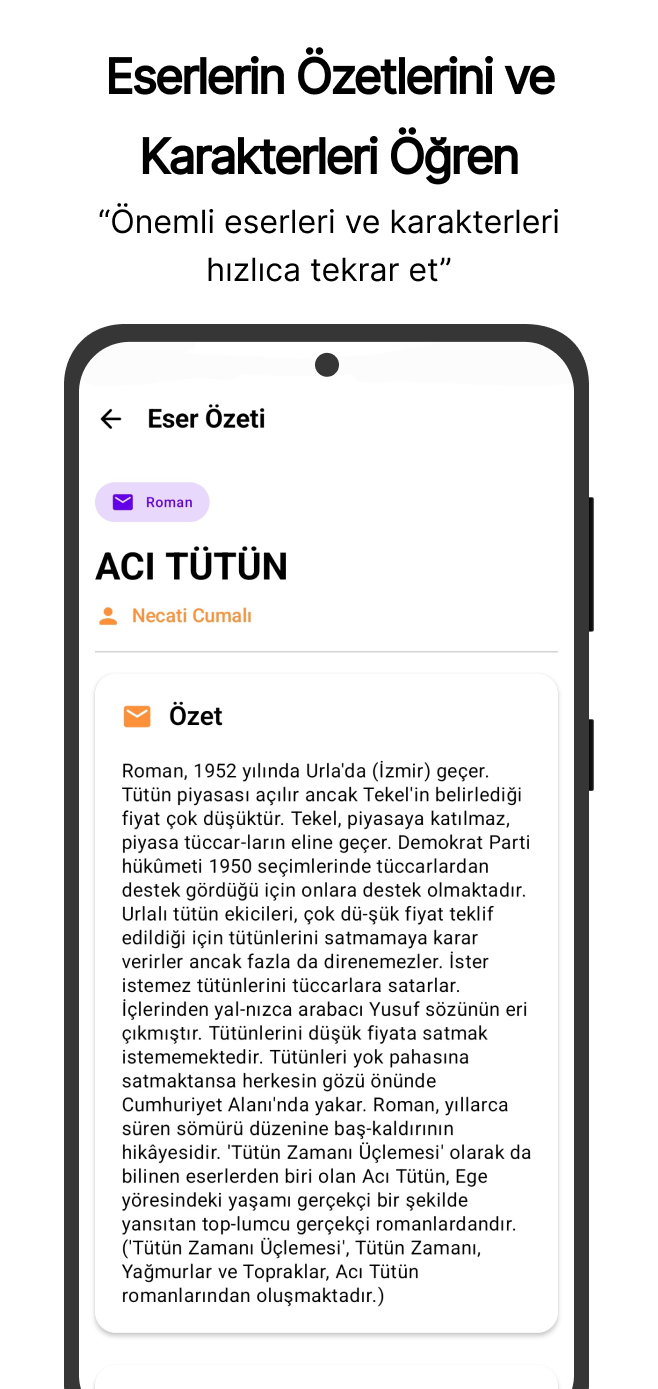 Eserlerin Özetlerini ve
Karakterleri Öğren
“Önemli eserleri ve karakterleri
hızlıca tekrar et”
Eser Özeti
Roman
ACI TÜTÜN
Necati Cumalı
Özet
Roman, 1952 yılında Urla'da (İzmir) geçer.
Tütün piyasası açılır ancak Tekel'in belirlediği
fiyat çok düşüktür. Tekel, piyasaya katılmaz,
piyasa tüccar-ların eline geçer. Demokrat Parti
hükûmeti 1950 seçimlerinde tüccarlardan
destek gördüğü için onlara destek olmaktadır.
Urlalı tütün ekicileri, çok dü-şük fiyat teklif
edildiği için tütünlerini satmamaya karar
verirler ancak fazla da direnemezler. İster
istemez tütünlerini tüccarlara satarlar.
İçlerinden yal-nızca arabacı Yusuf sözünün eri
çıkmıştır. Tütünlerini düşük fiyata satmak
istememektedir. Tütünleri yok pahasına
satmaktansa herkesin gözü önünde
Cumhuriyet Alanı'nda yakar. Roman, yıllarca
süren sömürü düzenine baş-kaldırının
hikâyesidir. 'Tütün Zamanı Üçlemesi' olarak da
bilinen eserlerden biri olan Acı Tütün, Ege
yöresindeki yaşamı gerçekçi bir şekilde
yansıtan top-lumcu gerçekçi romanlardandır.
('Tütün Zamanı Üçlemesi', Tütün Zamanı,
Yağmurlar ve Topraklar, Acı Tütün
romanlarından oluşmaktadır.)